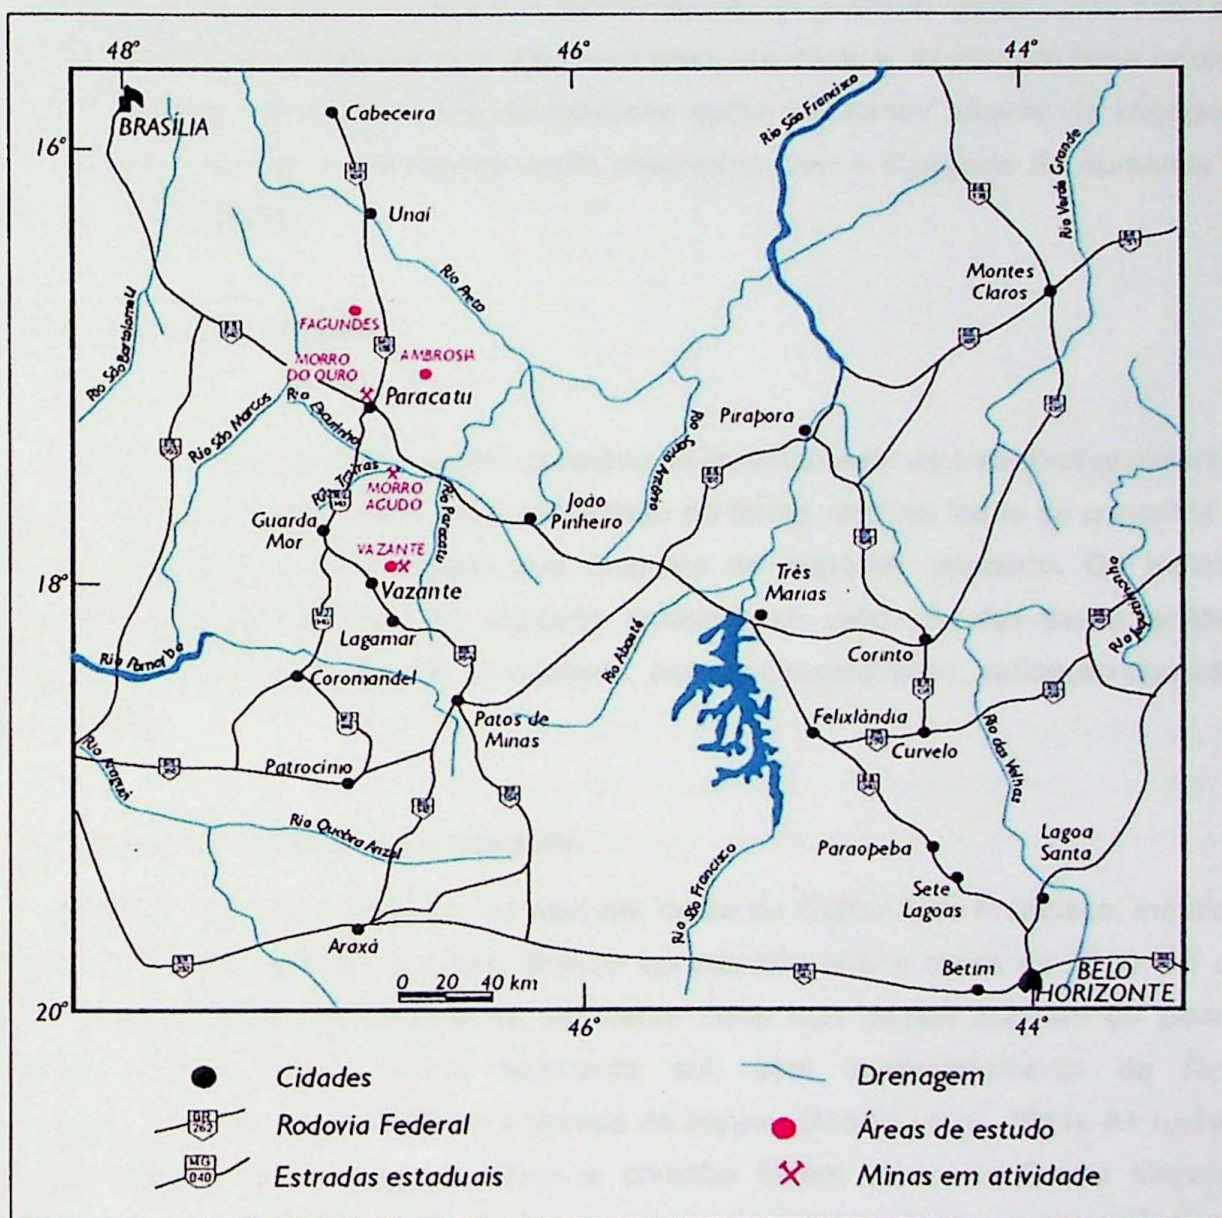 48°
46°
44°
BRASÍLIA
Cabeceira
Rio São Francisco
Rio Verde Grande
16°
Unaí
Montes
Claros
Rio Preto
Rio São Bartolomeu
FAGUNDES
MORRO
DO OURO
AMBROSIA
Paracatu
Rio Escurinho
Rio São Marcos
Pirapora
Rio Santo Antônio
MORRO
AGUDO
Rio Paracatu
João
Pinheiro
Guarda
Mor
VAZANTE
18°
Vazante
Três
Marias
Lagamar
Rio Abaeté
Corinto
Rio Parnaíba
Coromandel
Patos de
Minas
Felixlândia
Curvelo
Rio das Velhas
Patrocínio
Rio Quebra Anzol
Paraopeba
Lagoa
Santa
Sete
Lagoas
Rio São Francisco
Araxá
Betim
BELO
HORIZONTE
0 20 40 km
20°
46°
44°
Cidades
Drenagem
BR
262
Rodovia Federal
Áreas de estudo
MG
040
Estradas estaduais
Minas em atividade